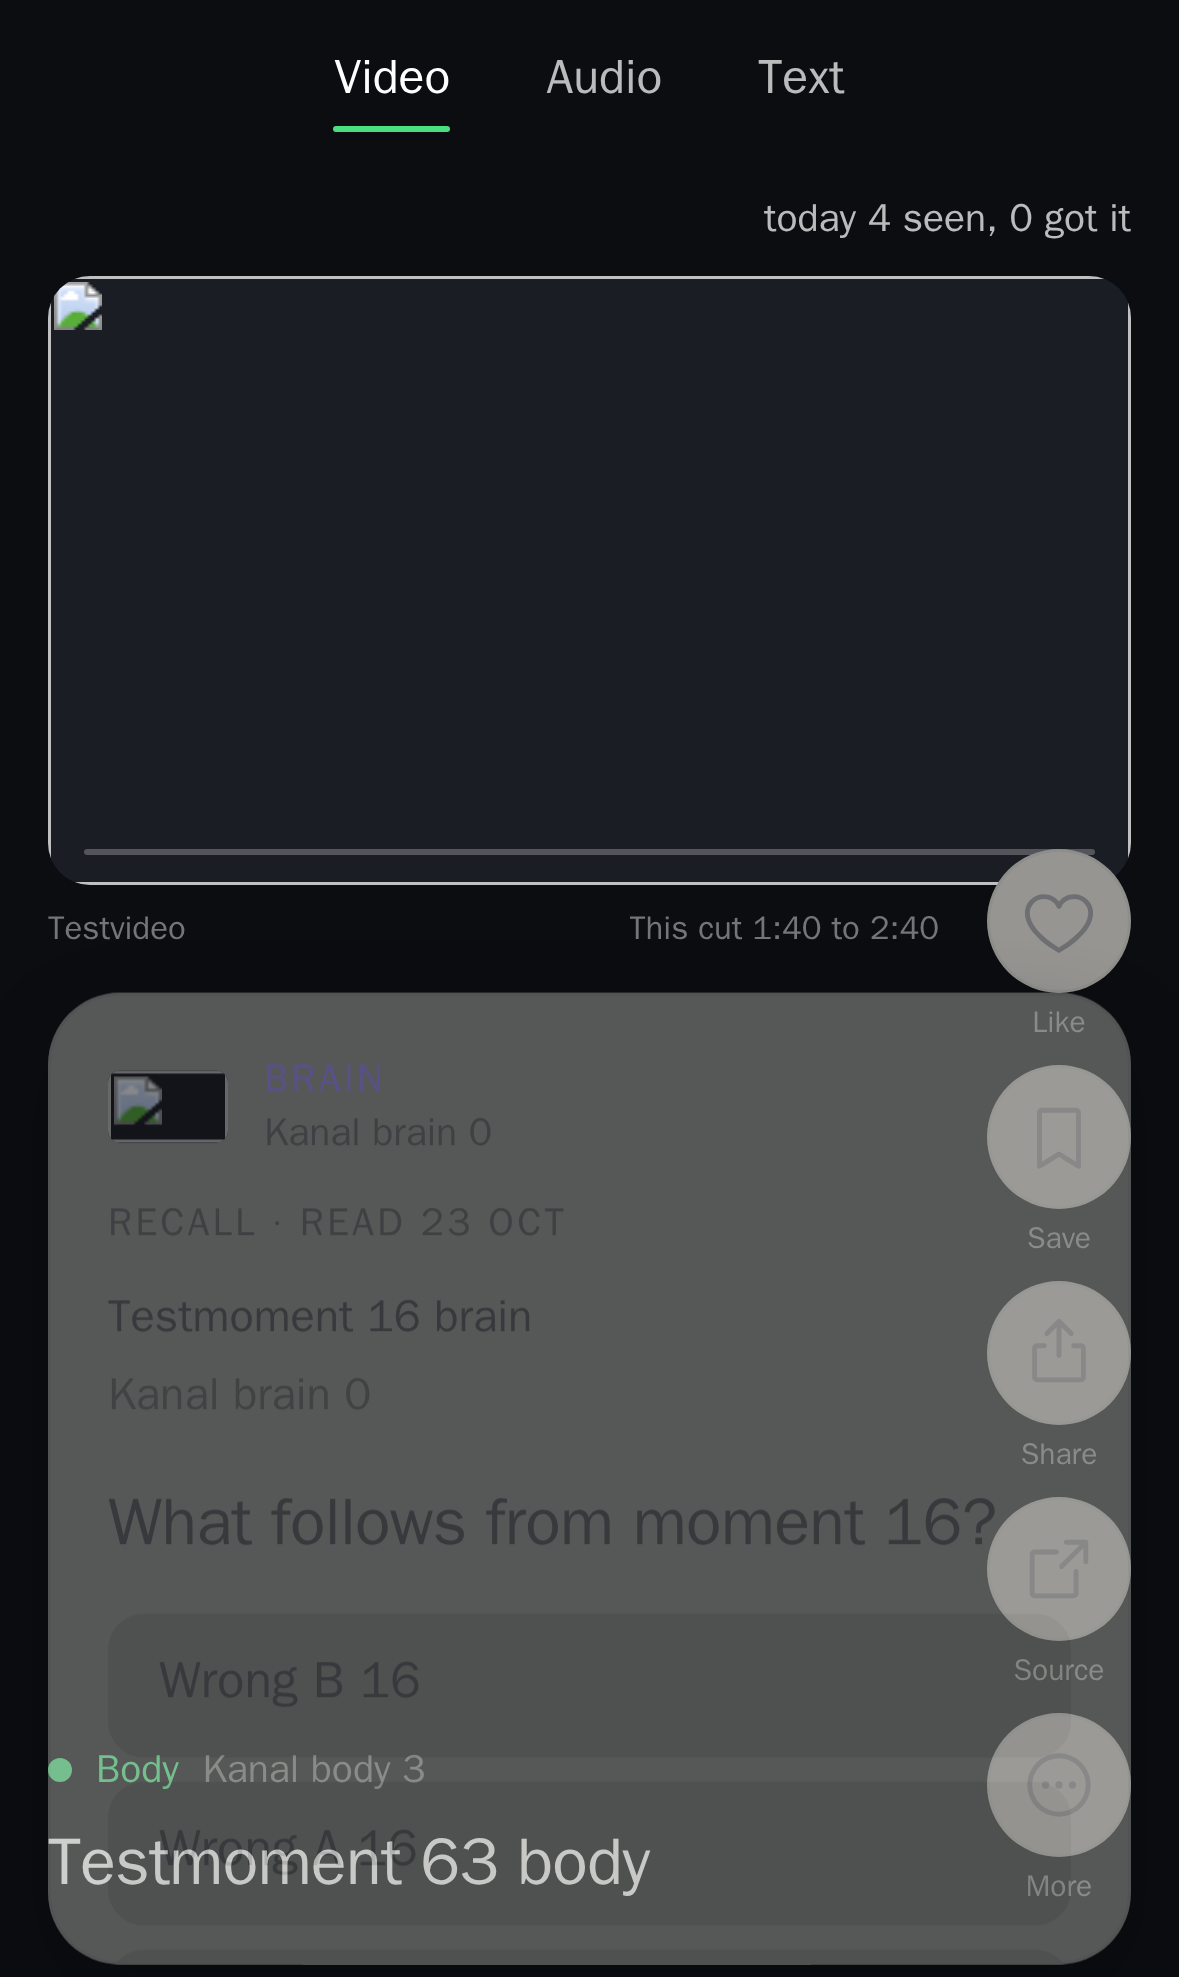 Video Audio Text
today 4 seen, 0 got it
Testvideo This cut 1:40 to 2:40
Like
BRAIN
Kanal brain 0
RECALL · READ 23 OCT
Save
Testmoment 16 brain
Kanal brain 0
Share
What follows from moment 16?
Wrong B 16
Source
Body Kanal body 3
Wrong A 16
Testmoment 63 body
More